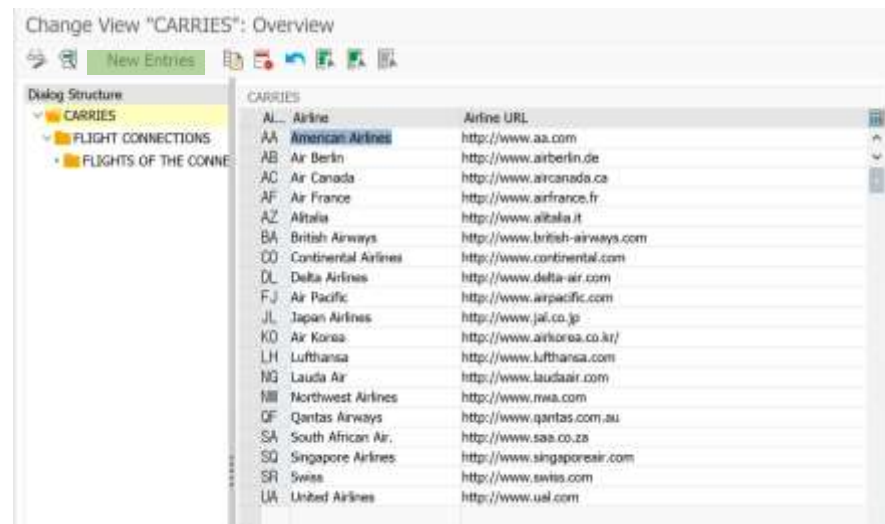 Change View "CARRIES": Overview
New Entries
Dialog Structure
CARRIES
FLIGHT CONNECTIONS
FLIGHTS OF THE CONNE
CARRIES
Ai... Airline Airline URL
AA American Airlines http://www.aa.com
AB Air Berlin http://www.airberlin.de
AC Air Canada http://www.aircanada.ca
AF Air France http://www.airfrance.fr
AZ Alitalia http://www.alitalia.it
BA British Airways http://www.british-airways.com
CO Continental Airlines http://www.continental.com
DL Delta Airlines http://www.delta-air.com
FJ Air Pacific http://www.airpacific.com
JL Japan Airlines http://www.jal.co.jp
KO Air Korea http://www.airkorea.co.kr/
LH Lufthansa http://www.lufthansa.com
NG Lauda Air http://www.laudaair.com
NW Northwest Airlines http://www.nwa.com
QF Qantas Airways http://www.qantas.com.au
SA South African Air. http://www.saa.co.za
SQ Singapore Airlines http://www.singaporeair.com
SR Swiss http://www.swiss.com
UA United Airlines http://www.ual.com